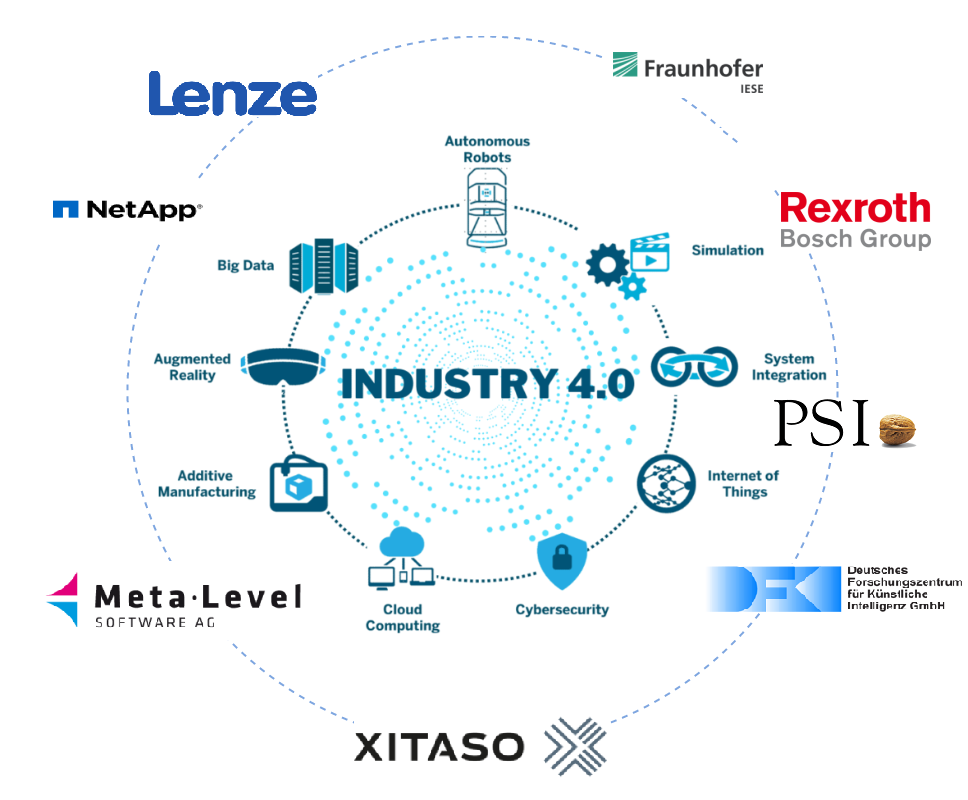 Lenze
Fraunhofer
IESE
Autonomous
Robots
NetApp®
Rexroth
Bosch Group
Big Data
Simulation
Augmented
Reality
INDUSTRY 4.0
System
Integration
PSI
Additive
Manufacturing
Internet of
Things
Meta·Level
SOFTWARE AG
Cloud
Computing
Cybersecurity
DFK
Deutsches
Forschungszentrum
für Künstliche
Intelligenz GmbH
XITASO